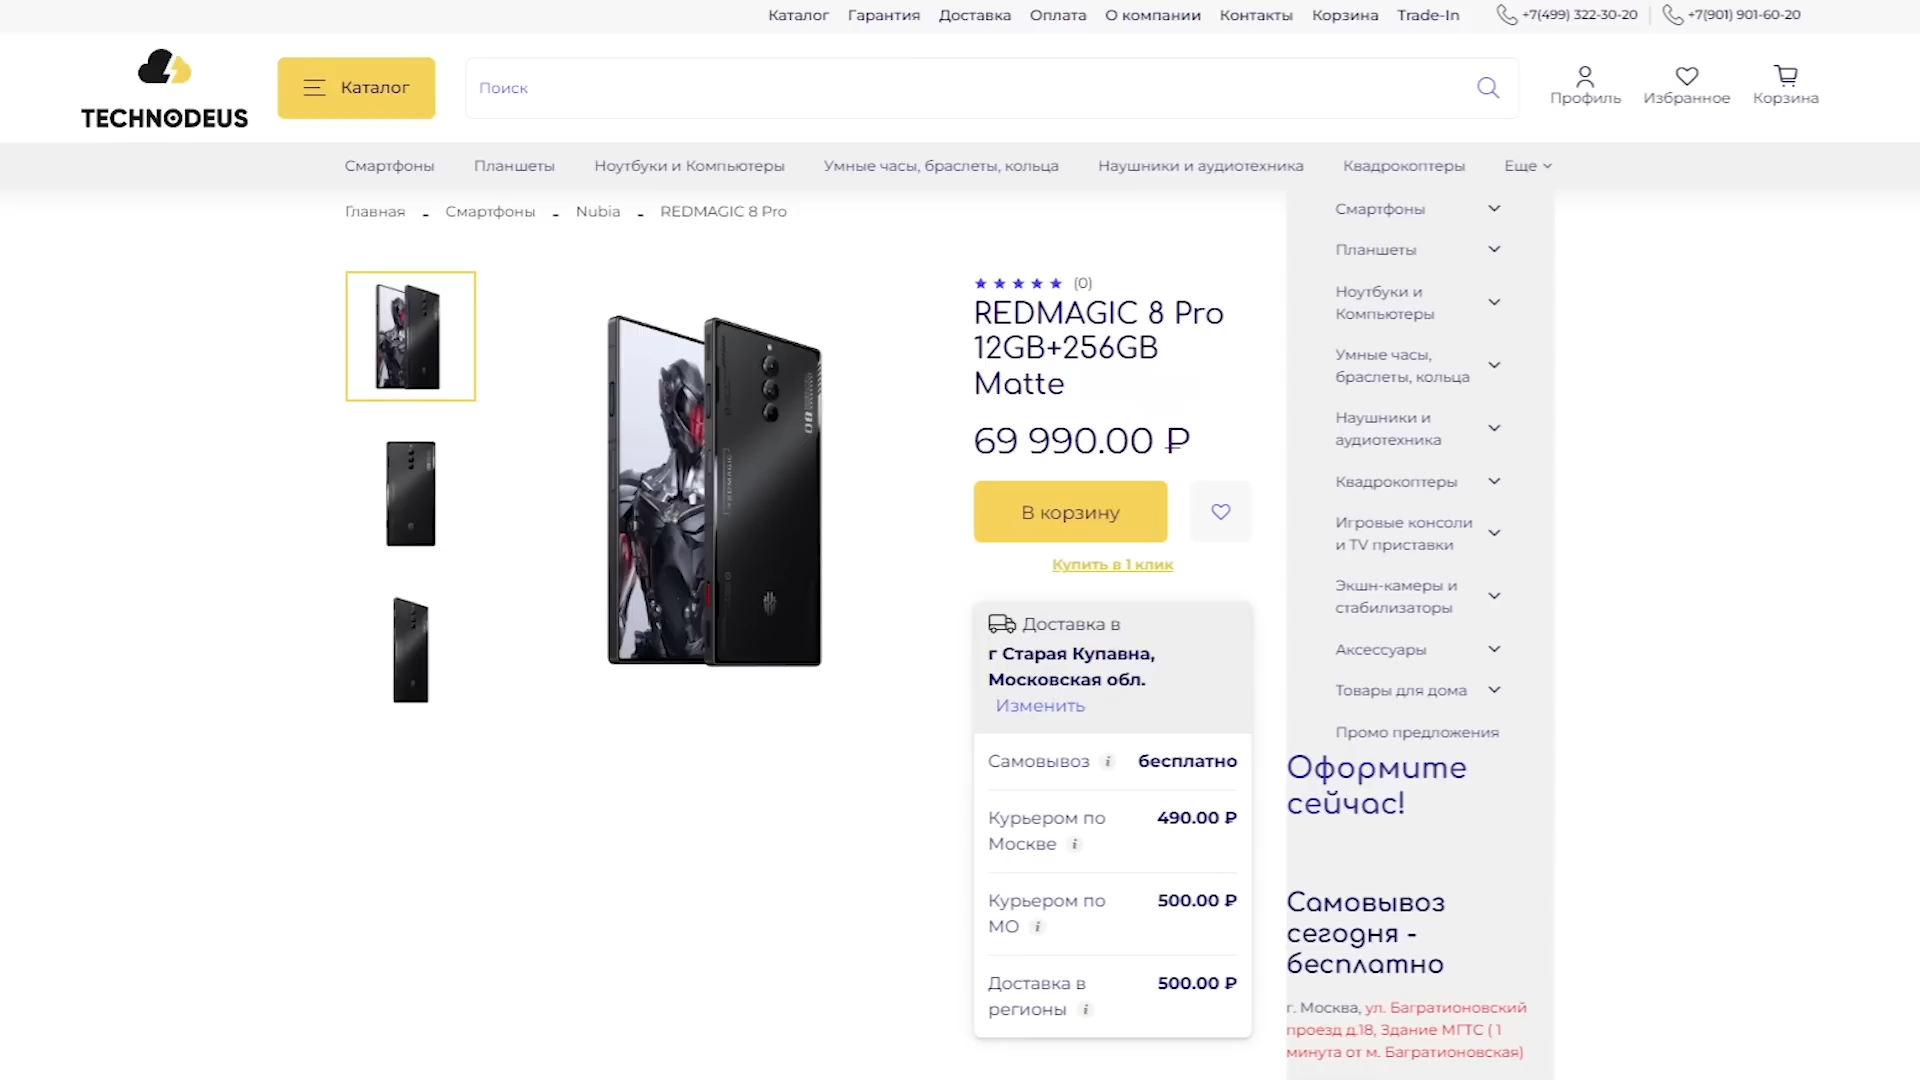 Каталог Гарантия Доставка Оплата О компании Контакты Корзина Trade-In +7(499) 322-30-20 +7(901) 901-60-20
TECHNODEUS
Каталог
Поиск
Профиль Избранное Корзина
Смартфоны Планшеты Ноутбуки и Компьютеры Умные часы, браслеты, кольца Наушники и аудиотехника Квадрокоптеры Еще
Главная - Смартфоны - Nubia - REDMAGIC 8 Pro
(0)
REDMAGIC 8 Pro
12GB+256GB
Matte
69 990.00 ₽
В корзину
Купить в 1 клик
Доставка в
г Старая Купавна,
Московская обл.
Изменить
Самовывоз i бесплатно
Курьером по 490.00 ₽
Москве i
Курьером по 500.00 ₽
МО i
Доставка в 500.00 ₽
регионы i
Смартфоны
Планшеты
Ноутбуки и
Компьютеры
Умные часы,
браслеты, кольца
Наушники и
аудиотехника
Квадрокоптеры
Игровые консоли
и TV приставки
Экшн-камеры и
стабилизаторы
Аксессуары
Товары для дома
Промо предложения
Оформите
сейчас!
Самовывоз
сегодня -
бесплатно
г. Москва, ул. Багратионовский
проезд д.18, Здание МГТС ( 1
минута от м. Багратионовская)